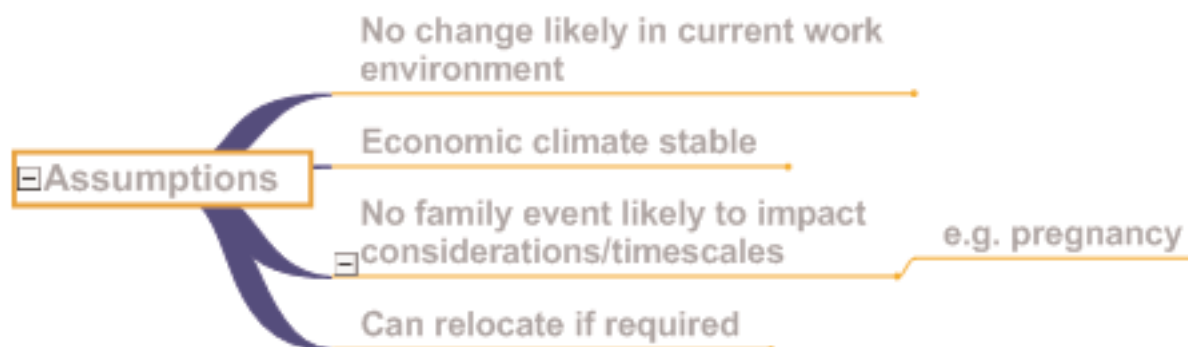 No change likely in current work
environment
Economic climate stable
Assumptions
No family event likely to impact
considerations/timescales
e.g. pregnancy
Can relocate if required